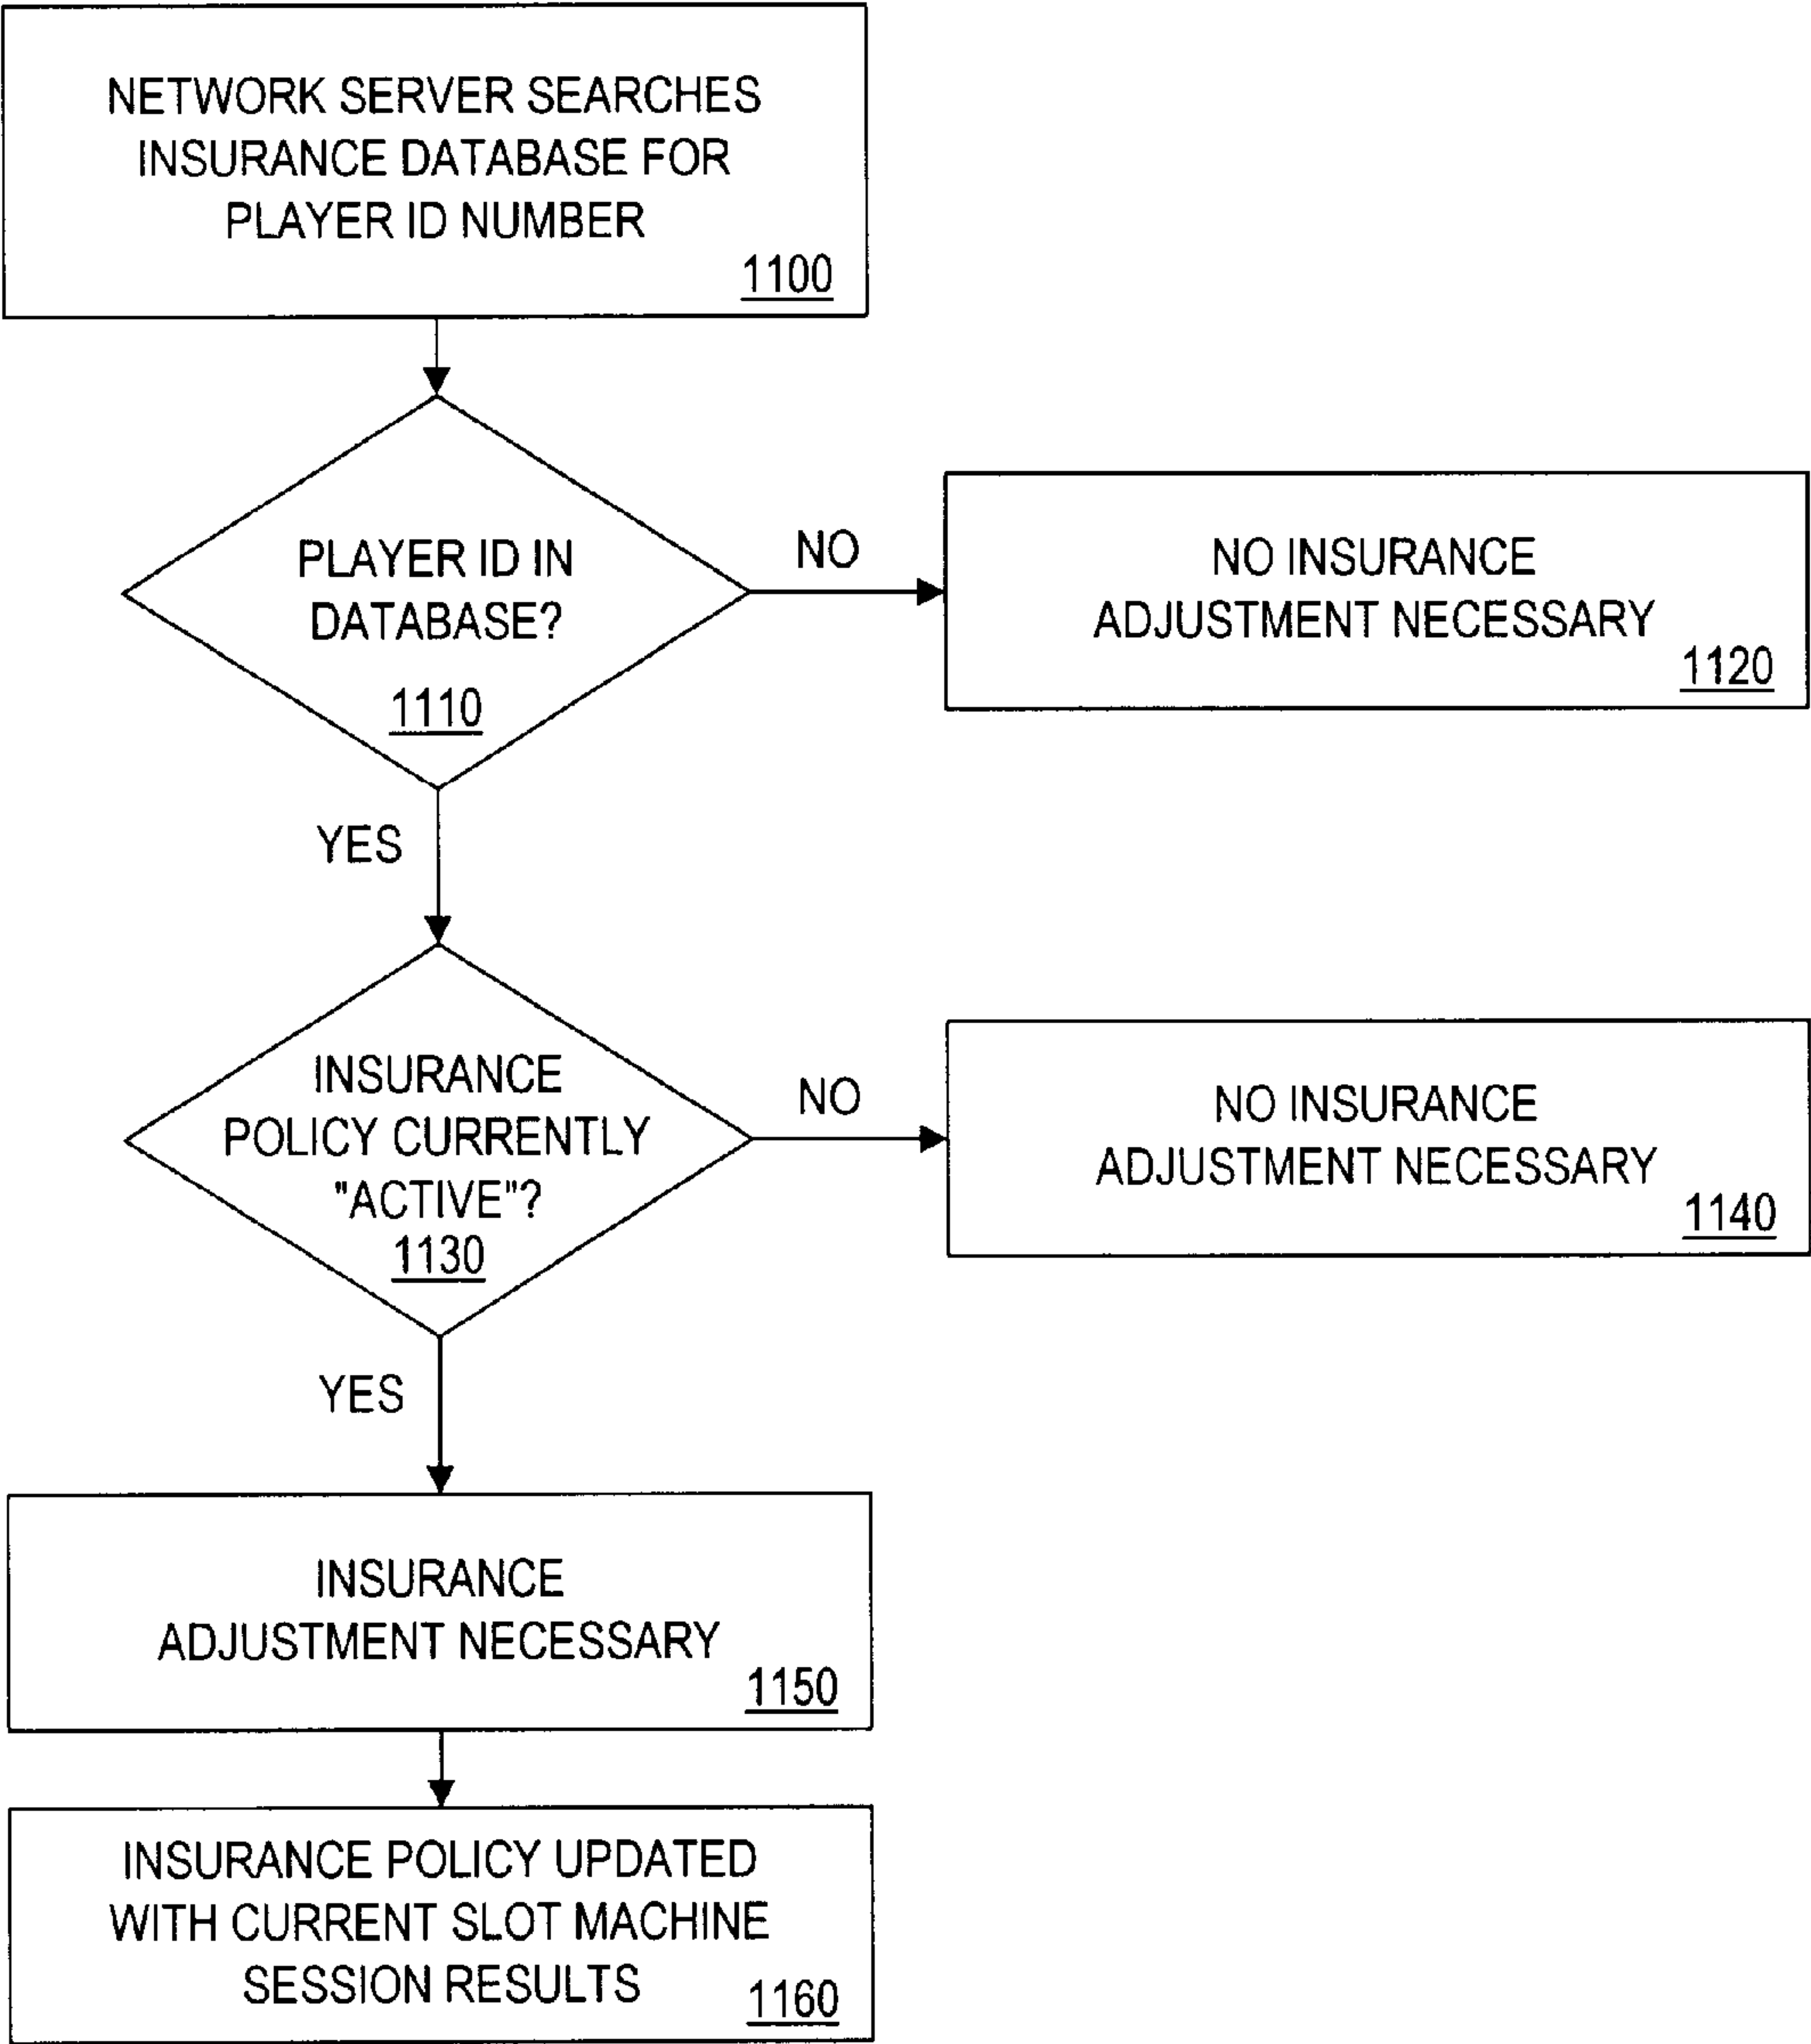 NETWORK SERVER SEARCHES
INSURANCE DATABASE FOR
PLAYER ID NUMBER
1100
PLAYER ID IN
DATABASE?
1110
NO
NO INSURANCE
ADJUSTMENT NECESSARY
1120
YES
INSURANCE
POLICY CURRENTLY
"ACTIVE"?
1130
NO
NO INSURANCE
ADJUSTMENT NECESSARY
1140
YES
INSURANCE
ADJUSTMENT NECESSARY
1150
INSURANCE POLICY UPDATED
WITH CURRENT SLOT MACHINE
SESSION RESULTS
1160